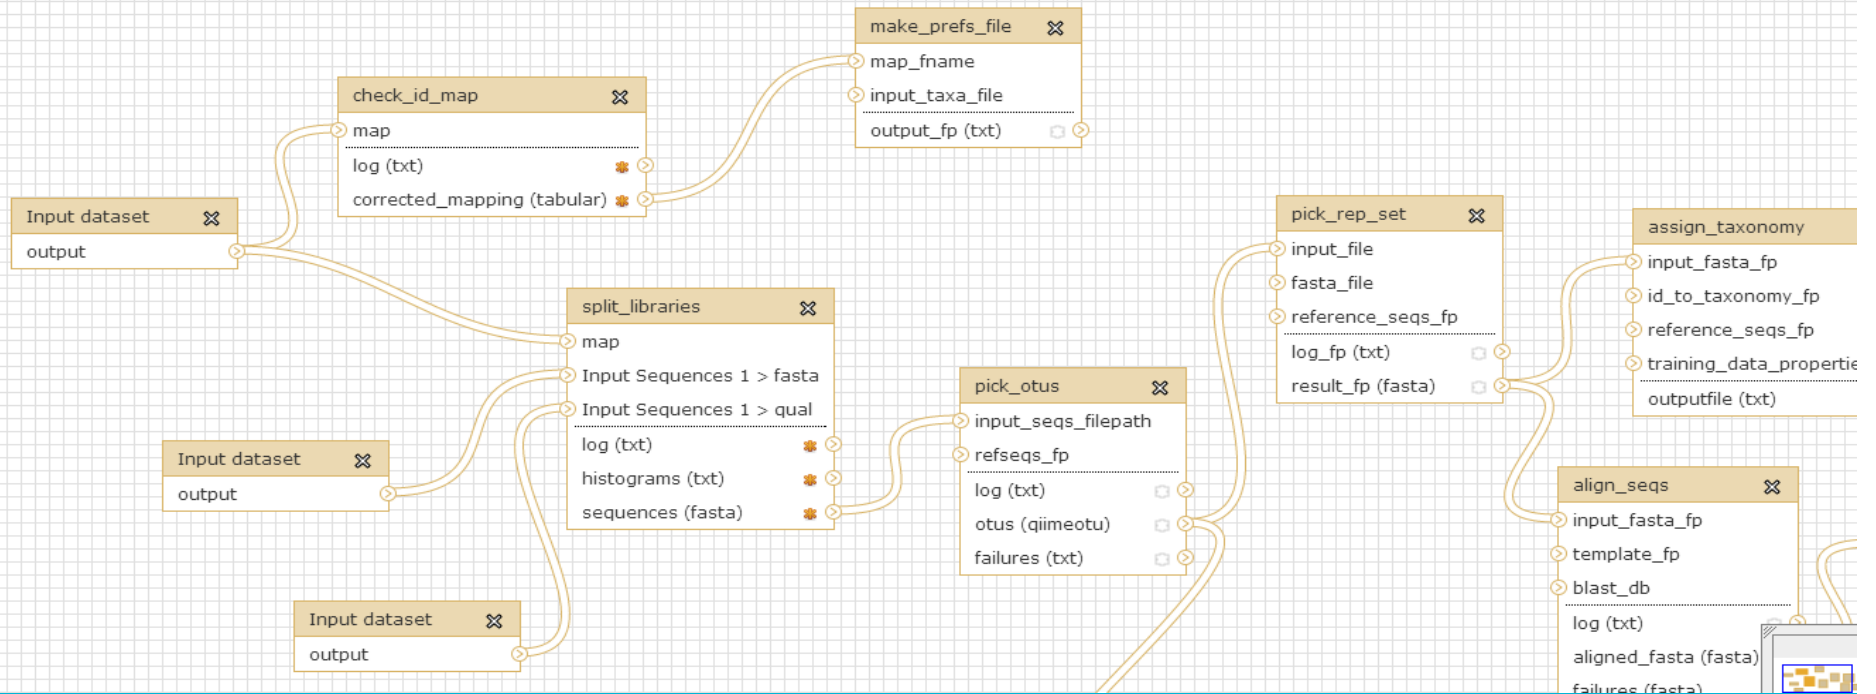 make_prefs_file
map_fname
input_taxa_file
output_fp (txt)
check_id_map
map
log (txt)
corrected_mapping (tabular)
Input dataset
output
split_libraries
map
Input Sequences 1 > fasta
Input Sequences 1 > qual
log (txt)
histograms (txt)
sequences (fasta)
Input dataset
output
Input dataset
output
pick_otus
input_seqs_filepath
refseqs_fp
log (txt)
otus (qiimeotu)
failures (txt)
pick_rep_set
input_file
fasta_file
reference_seqs_fp
log_fp (txt)
result_fp (fasta)
assign_taxonomy
input_fasta_fp
id_to_taxonomy_fp
reference_seqs_fp
training_data_propertie
outputfile (txt)
align_seqs
input_fasta_fp
template_fp
blast_db
log (txt)
aligned_fasta (fasta)
failures (fasta)